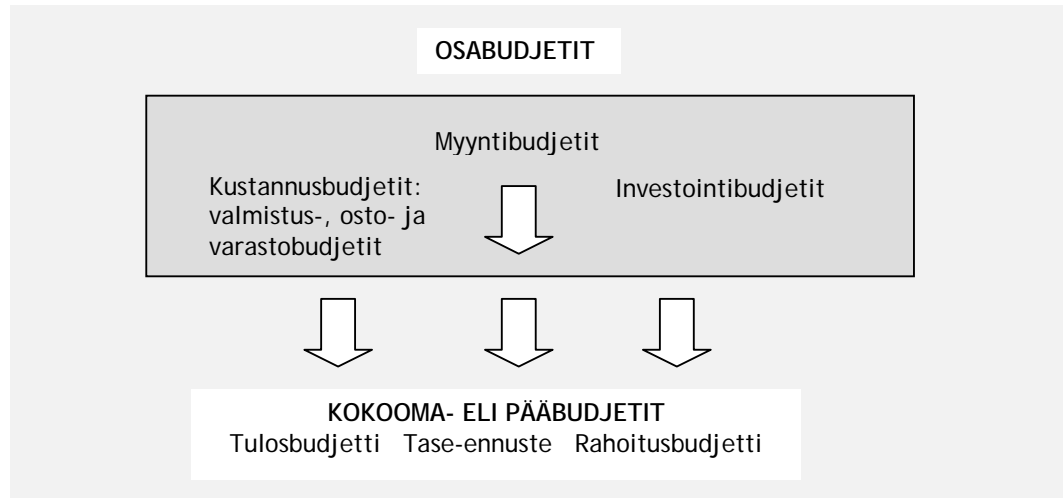 OSABUDJETIT
Myyntibudjetit
Kustannusbudjetit:
valmistus-, osto- ja
varastobudjetit
Investointibudjetit
KOKOOMA- ELI PÄÄBUDJETIT
Tulosbudjetti Tase-ennuste Rahoitusbudjetti